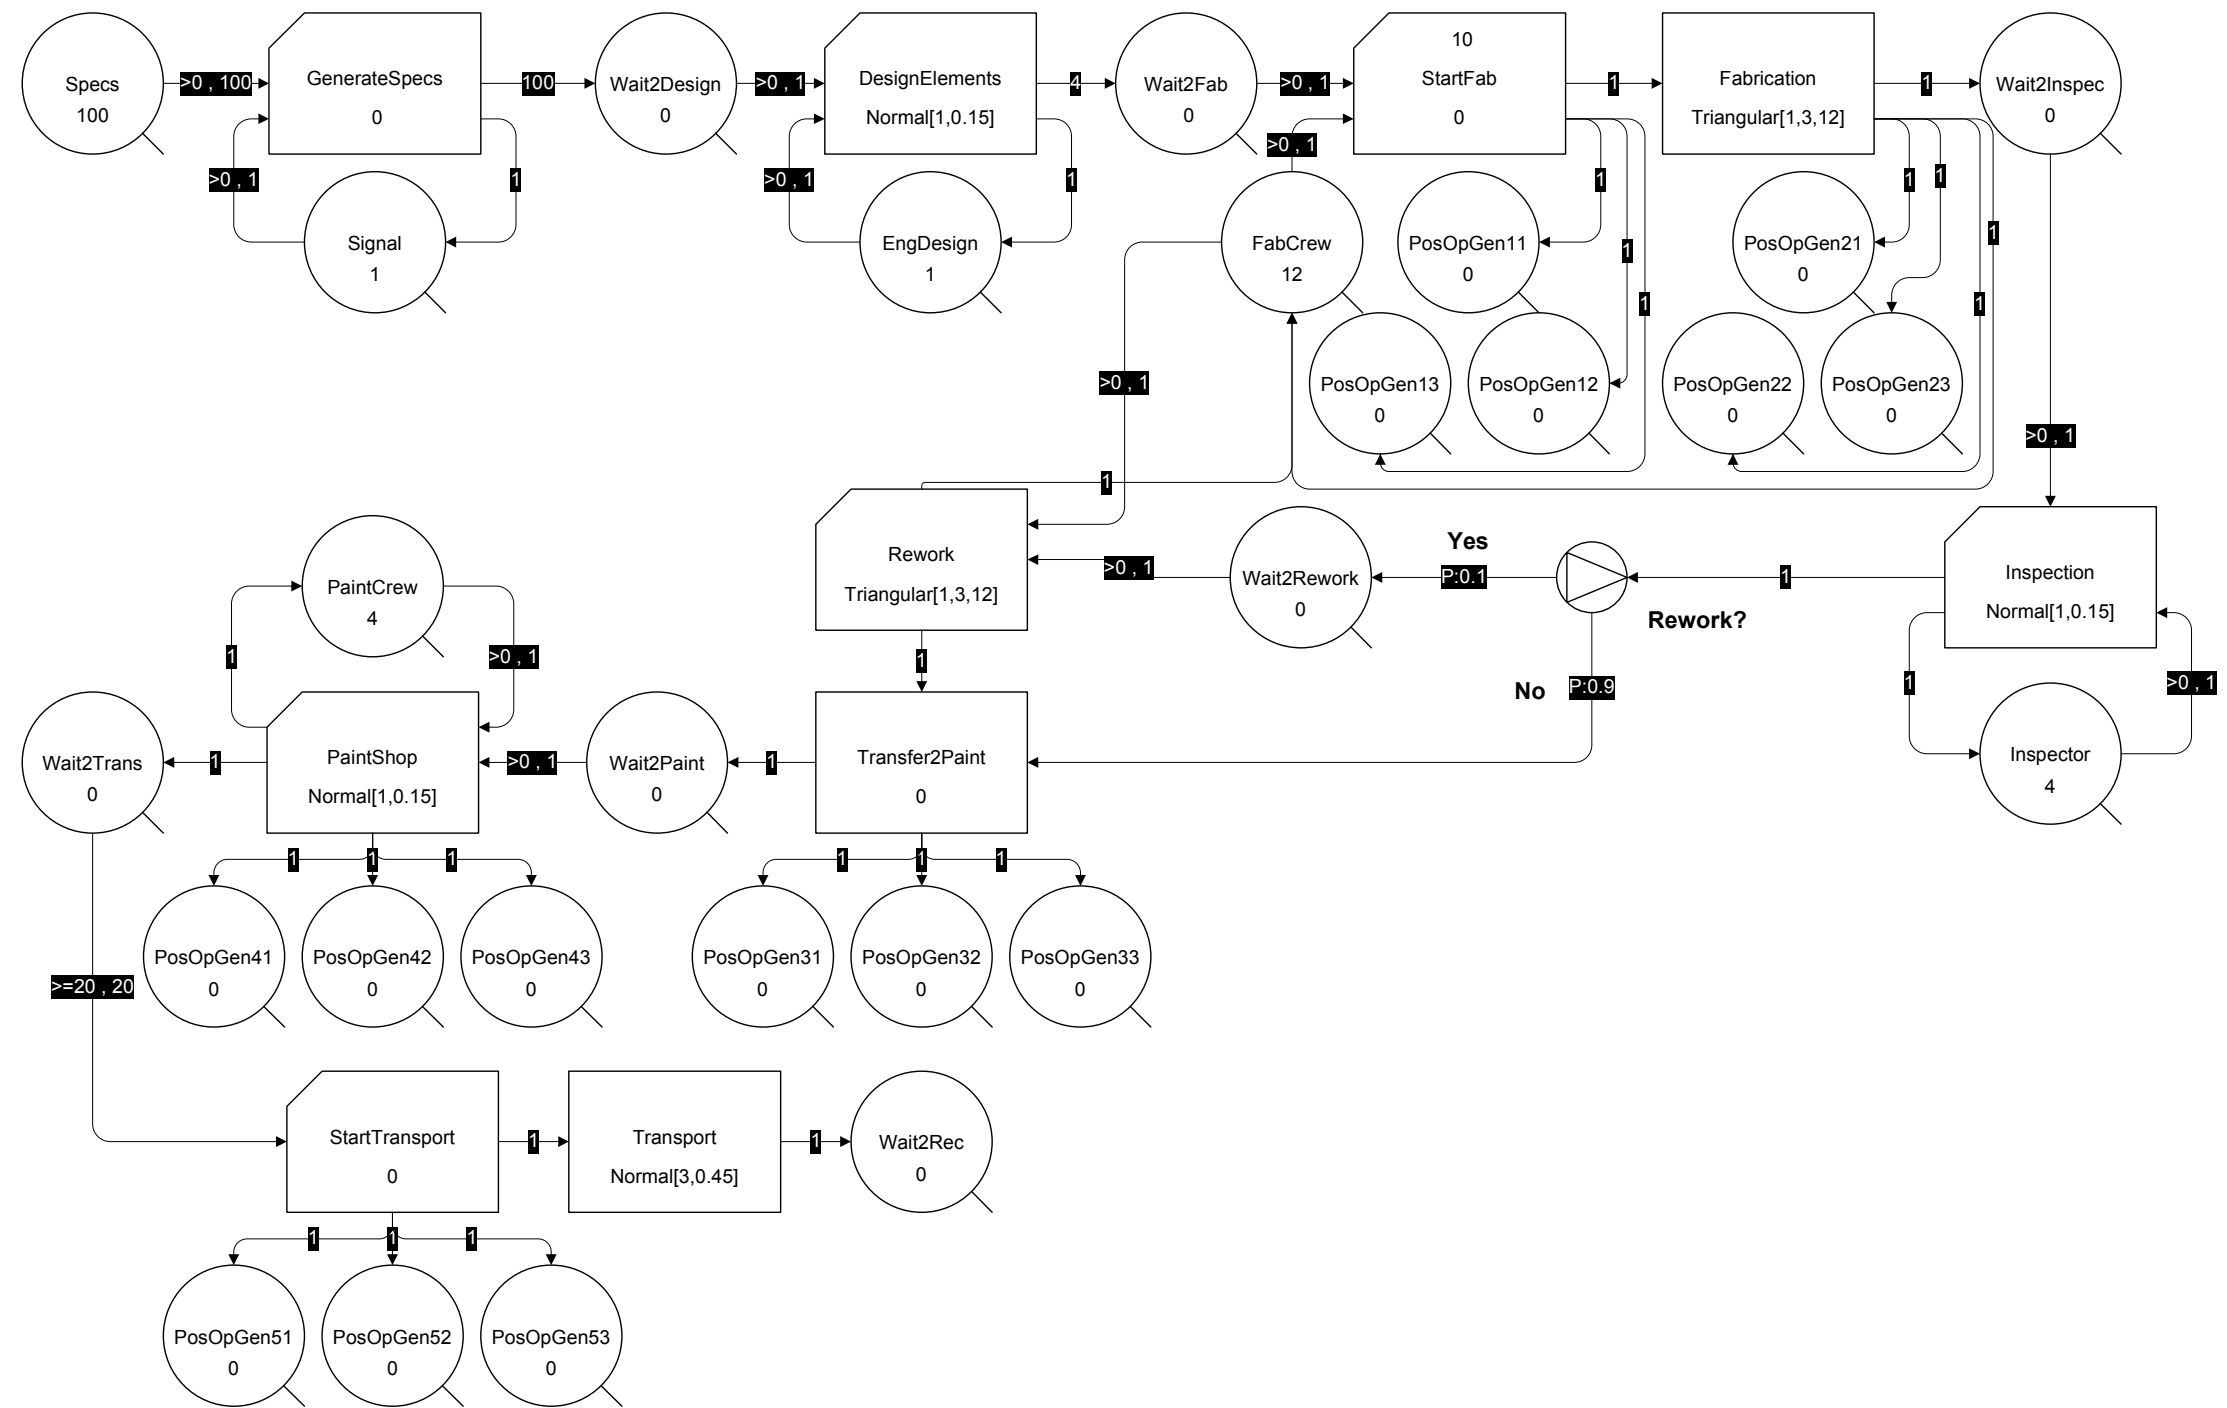 Specs
100
>0 , 100
GenerateSpecs
0
100
>0 , 1
1
Signal
1
Wait2Design
0
>0 , 1
DesignElements
Normal[1,0.15]
4
>0 , 1
1
EngDesign
1
Wait2Fab
0
>0 , 1
10
StartFab
0
1
>0 , 1
FabCrew
12
1
1
1
PosOpGen11
0
PosOpGen13
0
PosOpGen12
0
Fabrication
Triangular[1,3,12]
1
1
1
1
1
PosOpGen21
0
PosOpGen22
0
PosOpGen23
0
Wait2Inspec
0
>0 , 1
>0 , 1
1
Rework
Triangular[1,3,12]
>0 , 1
Wait2Rework
0
Yes
P:0.1
Rework?
No
P:0.9
1
Inspection
Normal[1,0.15]
1
>0 , 1
Inspector
4
1
PaintCrew
4
1
>0 , 1
Wait2Trans
0
1
PaintShop
Normal[1,0.15]
>0 , 1
Wait2Paint
0
1
Transfer2Paint
0
1
1
1
PosOpGen41
0
PosOpGen42
0
PosOpGen43
0
1
1
1
PosOpGen31
0
PosOpGen32
0
PosOpGen33
0
>=20 , 20
StartTransport
0
1
Transport
Normal[3,0.45]
1
Wait2Rec
0
1
1
1
PosOpGen51
0
PosOpGen52
0
PosOpGen53
0